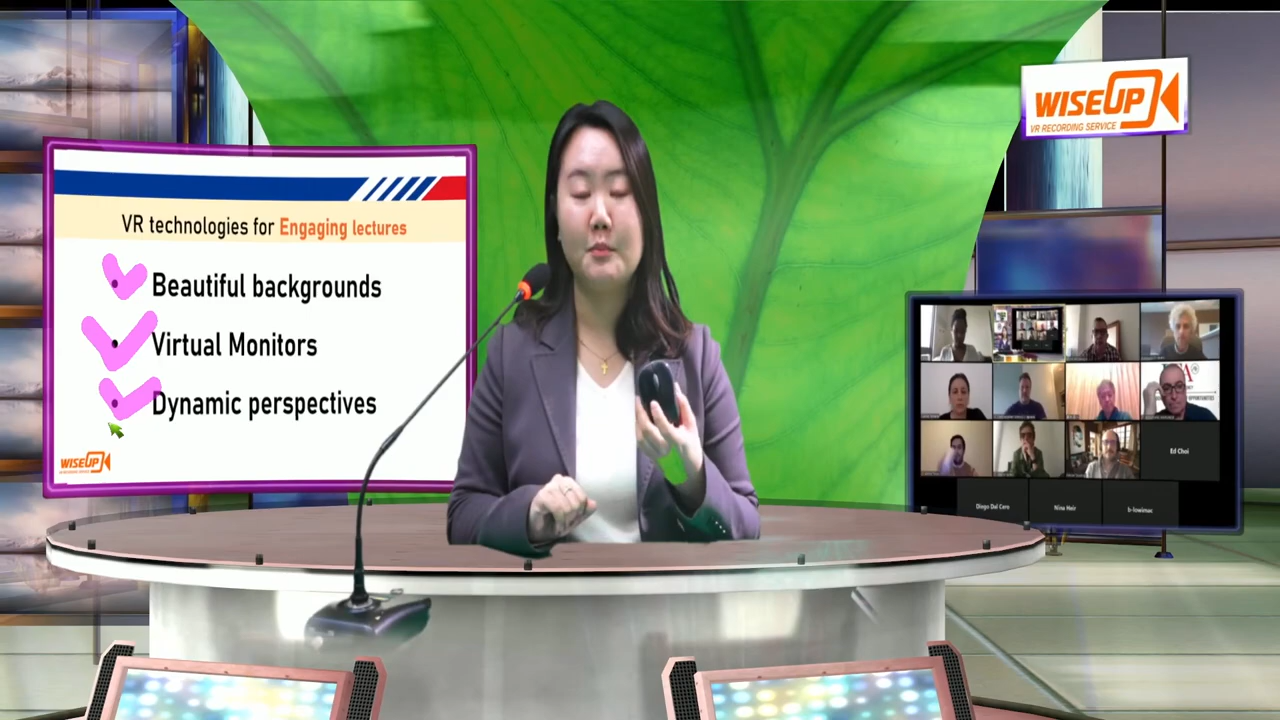 VR technologies for Engaging lectures
Beautiful backgrounds
Virtual Monitors
Dynamic perspectives
WISEUP
WISEUP
VR RECORDING SERVICE
Ed Choi
Diogo Dal Cero
Nina Heir